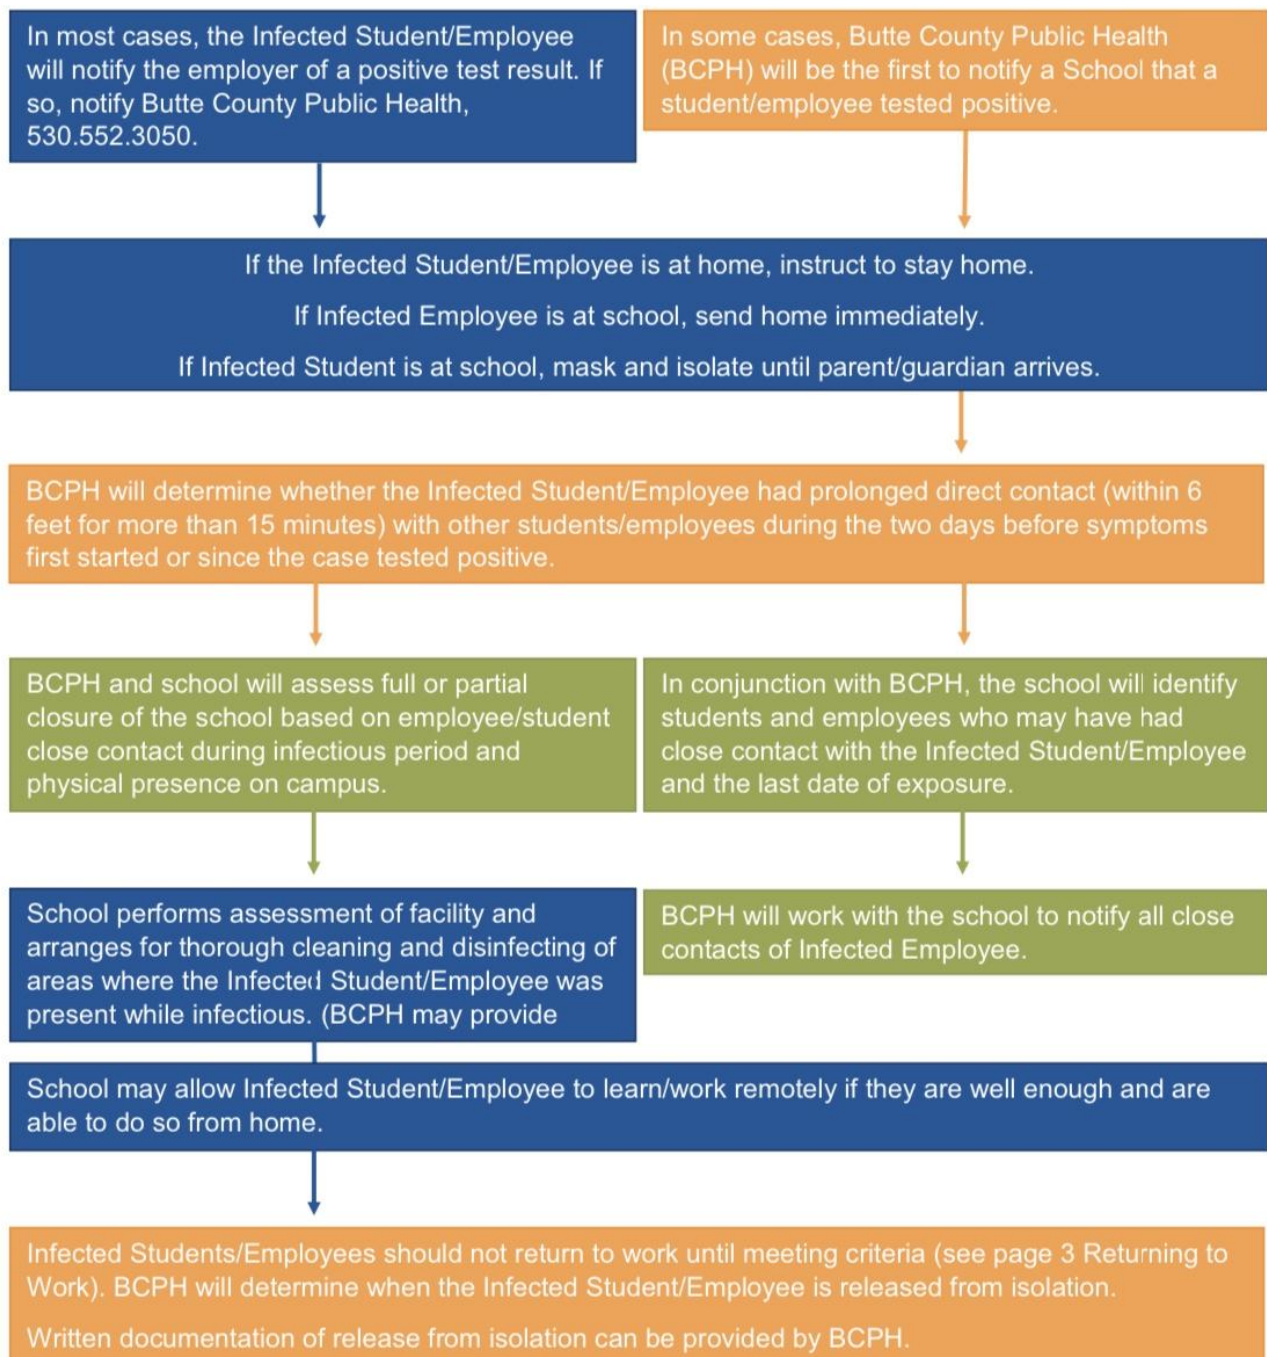 In most cases, the Infected Student/Employee
will notify the employer of a positive test result. If
so, notify Butte County Public Health,
530.552.3050.
In some cases, Butte County Public Health
(BCPH) will be the first to notify a School that a
student/employee tested positive.
If the Infected Student/Employee is at home, instruct to stay home.
If Infected Employee is at school, send home immediately.
If Infected Student is at school, mask and isolate until parent/guardian arrives.
BCPH will determine whether the Infected Student/Employee had prolonged direct contact (within 6
feet for more than 15 minutes) with other students/employees during the two days before symptoms
first started or since the case tested positive.
BCPH and school will assess full or partial
closure of the school based on employee/student
close contact during infectious period and
physical presence on campus.
In conjunction with BCPH, the school will identify
students and employees who may have had
close contact with the Infected Student/Employee
and the last date of exposure.
School performs assessment of facility and
arranges for thorough cleaning and disinfecting of
areas where the Infected Student/Employee was
present while infectious. (BCPH may provide
BCPH will work with the school to notify all close
contacts of Infected Employee.
School may allow Infected Student/Employee to learn/work remotely if they are well enough and are
able to do so from home.
Infected Students/Employees should not return to work until meeting criteria (see page 3 Returning to
Work). BCPH will determine when the Infected Student/Employee is released from isolation.
Written documentation of release from isolation can be provided by BCPH.